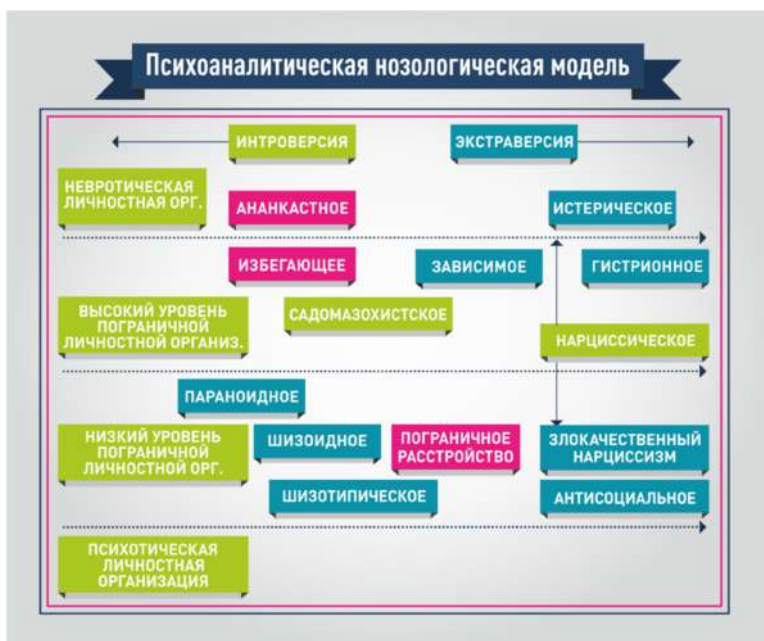 Психоаналитическая нозологическая модель
ИНТРОВЕРСИЯ
ЭКСТРАВЕРСИЯ
НЕВРОТИЧЕСКАЯ
ЛИЧНОСТНАЯ ОРГ.
АНАНКАСТНОЕ
ИСТЕРИЧЕСКОЕ
ИЗБЕГАЮЩЕЕ
ЗАВИСИМОЕ
ГИСТРИОННОЕ
ВЫСОКИЙ УРОВЕНЬ
ПОГРАНИЧНОЙ
ЛИЧНОСТНОЙ ОРГАНИЗ.
САДОМАЗОХИСТСКОЕ
НАРЦИССИЧЕСКОЕ
ПАРАНОИДНОЕ
НИЗКИЙ УРОВЕНЬ
ПОГРАНИЧНОЙ
ЛИЧНОСТНОЙ ОРГ.
ШИЗОИДНОЕ
ПОГРАНИЧНОЕ
РАССТРОЙСТВО
ЗЛОКАЧЕСТВЕННЫЙ
НАРЦИССИЗМ
ШИЗОТИПИЧЕСКОЕ
АНТИСОЦИАЛЬНОЕ
ПСИХОТИЧЕСКАЯ
ЛИЧНОСТНАЯ
ОРГАНИЗАЦИЯ